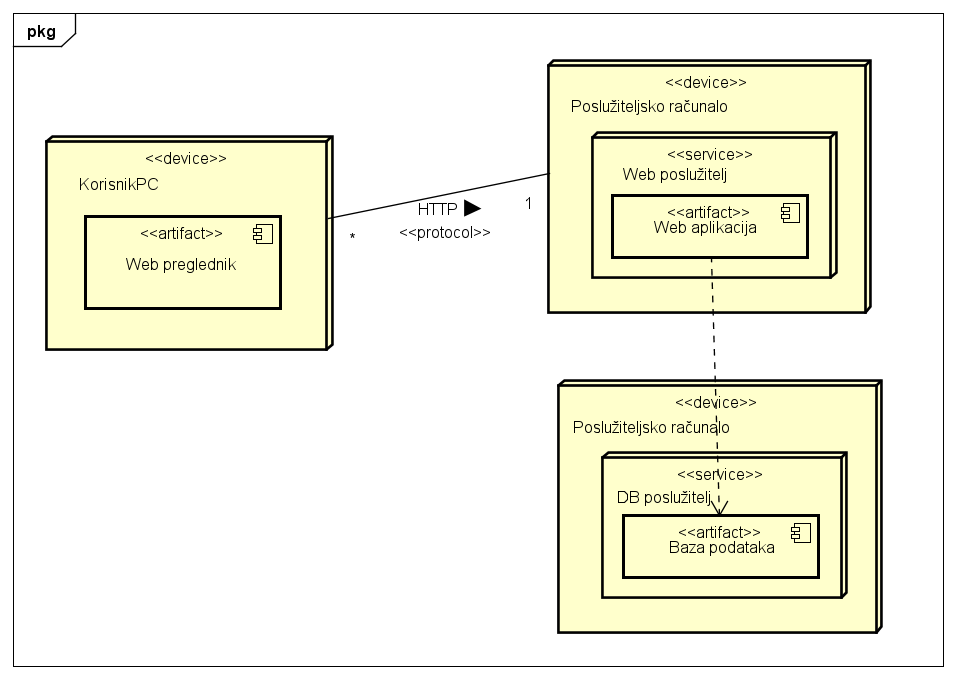 pkg
<<device>>
KorisnikPC
<<artifact>>
Web preglednik
HTTP
<<protocol>>
*
1
<<device>>
Poslužiteljsko računalo
<<service>>
Web poslužitelj
<<artifact>>
Web aplikacija
<<device>>
Poslužiteljsko računalo
<<service>>
DB poslužitelj
<<artifact>>
Baza podataka